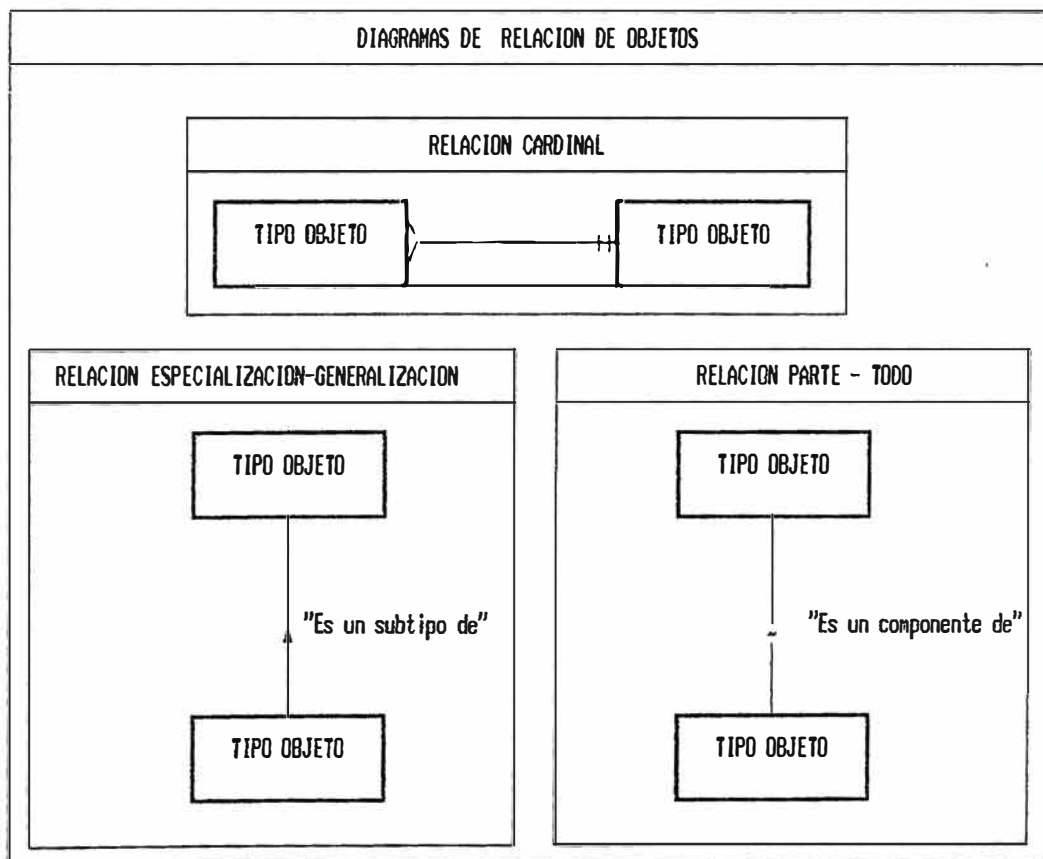 DIAGRAMAS DE RELACION DE OBJETOS
RELACION CARDINAL
TIPO OBJETO
TIPO OBJETO
RELACION ESPECIALIZACION-GENERALIZACION
TIPO OBJETO
"Es un subtipo de"
TIPO OBJETO
RELACION PARTE - TODO
TIPO OBJETO
"Es un componente de"
TIPO OBJETO